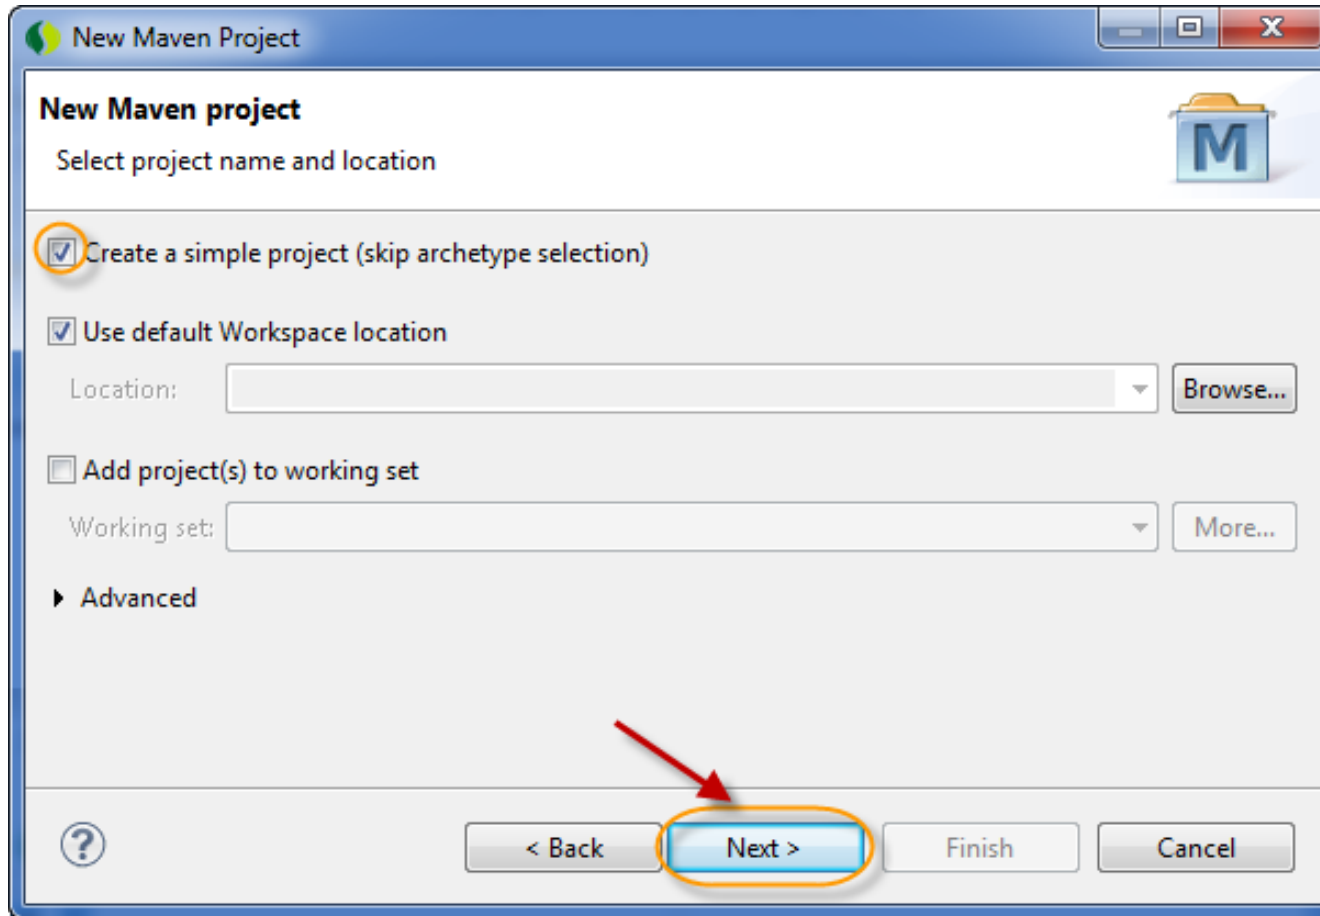 New Maven Project
New Maven project
Select project name and location
M
Create a simple project (skip archetype selection)
Use default Workspace location
Location:
Browse...
Add project(s) to working set
Working set:
More...
Advanced
?
< Back
Next >
Finish
Cancel